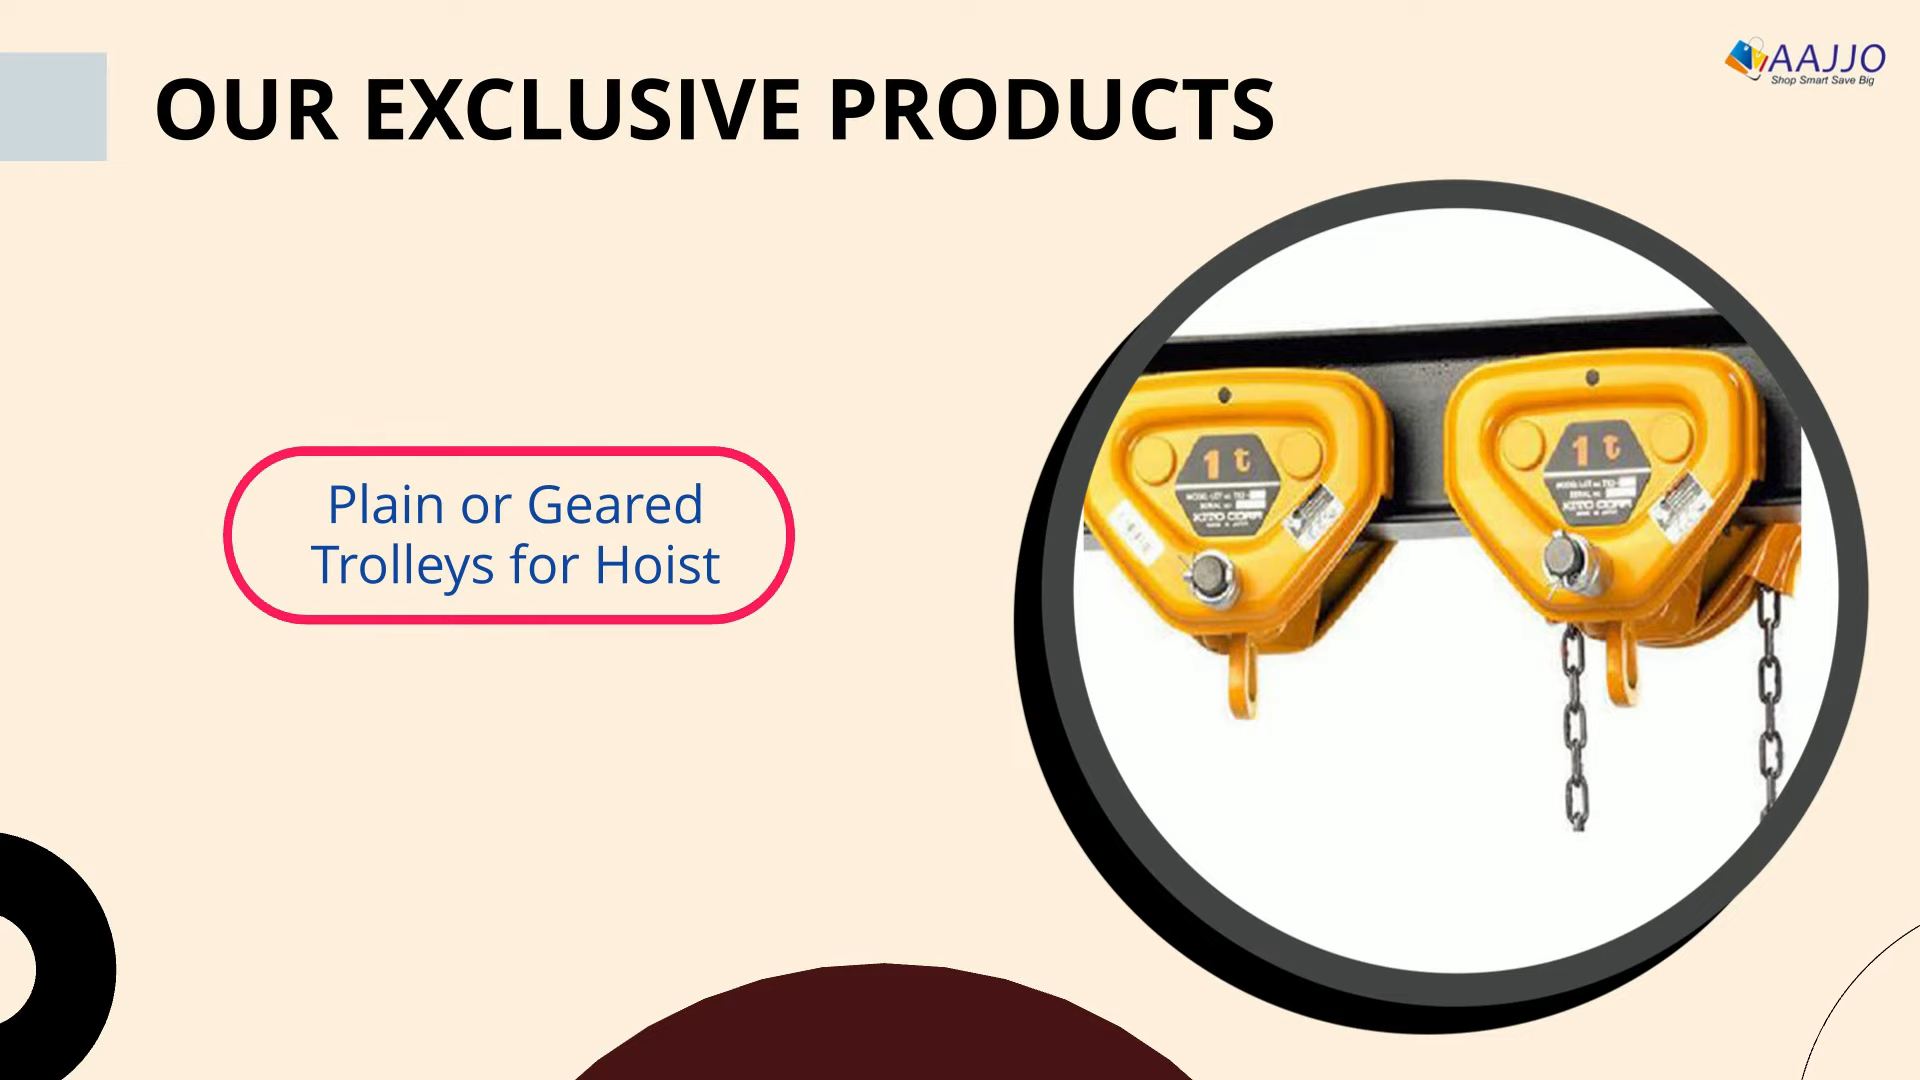 OUR EXCLUSIVE PRODUCTS
AAJJO
Shop Smart Save Big
Plain or Geared
Trolleys for Hoist
1 t
KITO CORP
1 t
KITO CORP